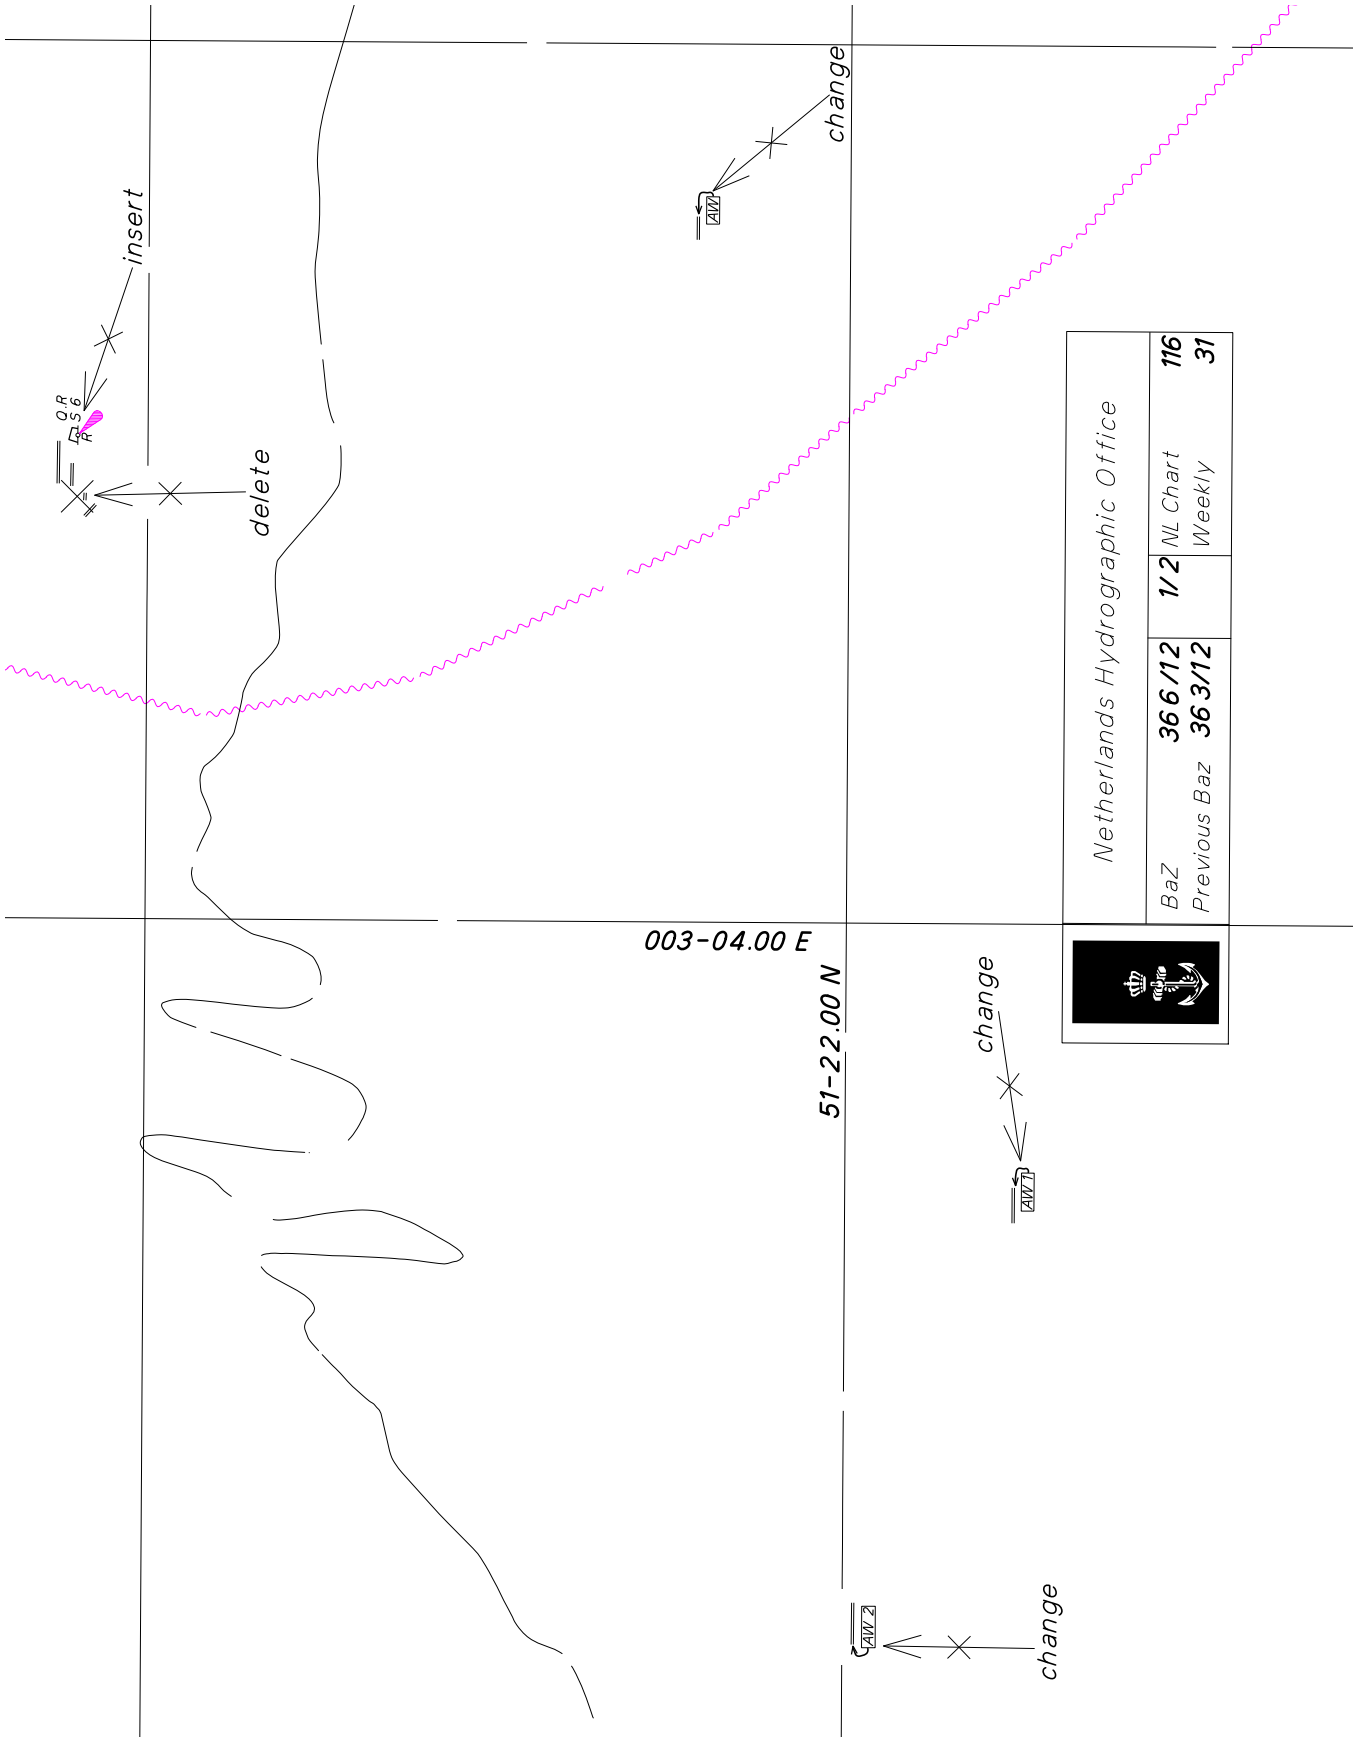 insert
Q.R
S 6
R
delete
change
AW
003-04.00 E
51-22.00 N
change
AW 1
change
AW 2
Netherlands Hydrographic Office
BaZ 366/12 1/2 NL Chart 116
Previous Baz 363/12 Weekly 31